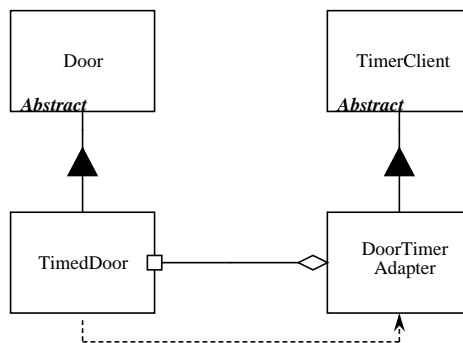 Door
TimerClient
Abstract
Abstract
TimedDoor
DoorTimer
Adapter